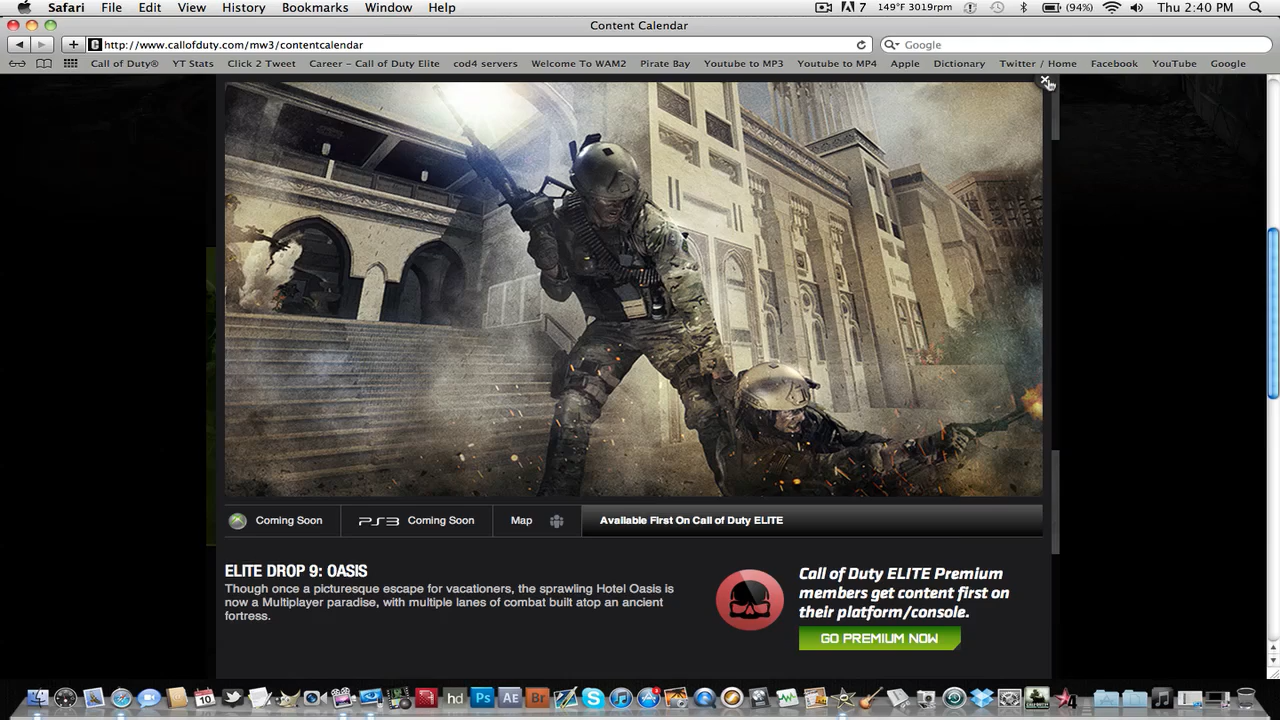 Safari File Edit View History Bookmarks Window Help 7 149°F 3019rpm (94%) Thu 2:40 PM
Content Calendar
http://www.callofduty.com/mw3/contentcalendar Google
Call of Duty® YT Stats Click 2 Tweet Career – Call of Duty Elite cod4 servers Welcome To WAM2 Pirate Bay Youtube to MP3 Youtube to MP4 Apple Dictionary Twitter / Home Facebook YouTube Google
Coming Soon PS3 Coming Soon Map Available First On Call of Duty ELITE
ELITE DROP 9: OASIS
Though once a picturesque escape for vacationers, the sprawling Hotel Oasis is
now a Multiplayer paradise, with multiple lanes of combat built atop an ancient
fortress.
Call of Duty ELITE Premium
members get content first on
their platform/console.
GO PREMIUM NOW
10 hd Ps AE Br